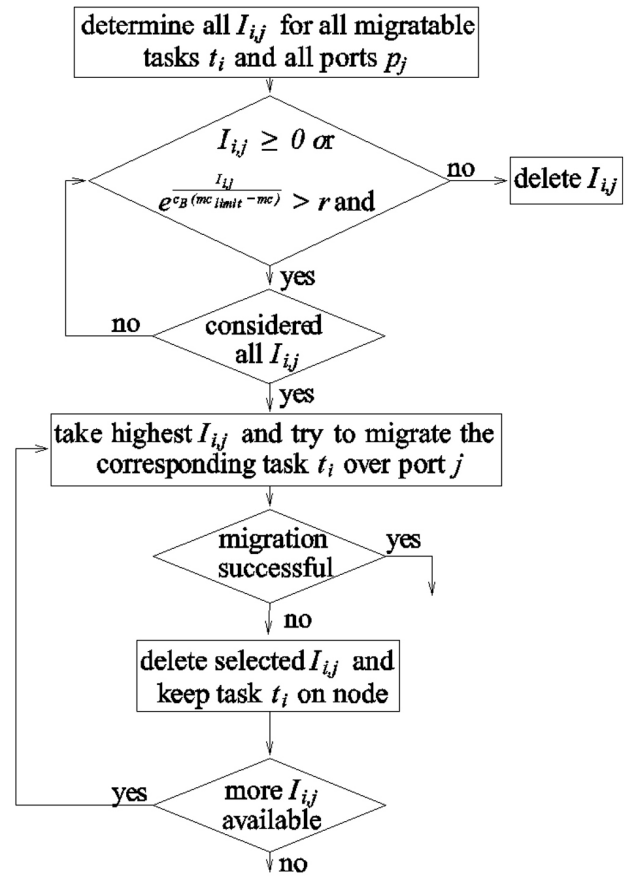 determine all I_{i,j} for all migratable
tasks t_i and all ports p_j
I_{i,j} ≥ 0 or
e^{\frac{I_{i,j}}{c_B (mc_{limit} - mc)}} > r and
no
delete I_{i,j}
yes
no
considered
all I_{i,j}
yes
take highest I_{i,j} and try to migrate the
corresponding task t_i over port j
migration
successful
yes
no
delete selected I_{i,j} and
keep task t_i on node
yes
more I_{i,j}
available
no